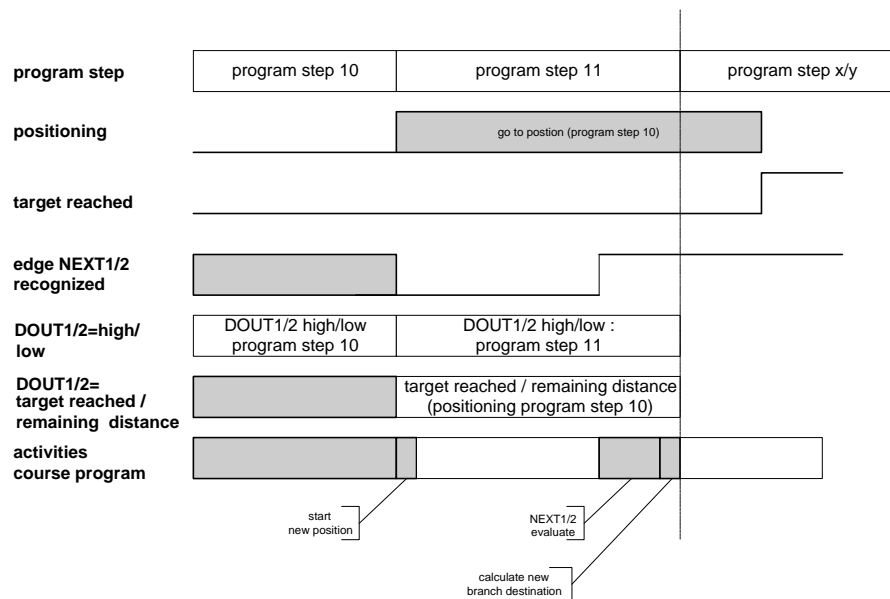 program step
program step 10
program step 11
program step x/y
positioning
go to postion (program step 10)
target reached
edge NEXT1/2
recognized
DOUT1/2=high/
low
DOUT1/2 high/low
program step 10
DOUT1/2 high/low :
program step 11
DOUT1/2=
target reached /
remaining distance
target reached / remaining distance
(positioning program step 10)
activities
course program
start
new position
NEXT1/2
evaluate
calculate new
branch destination